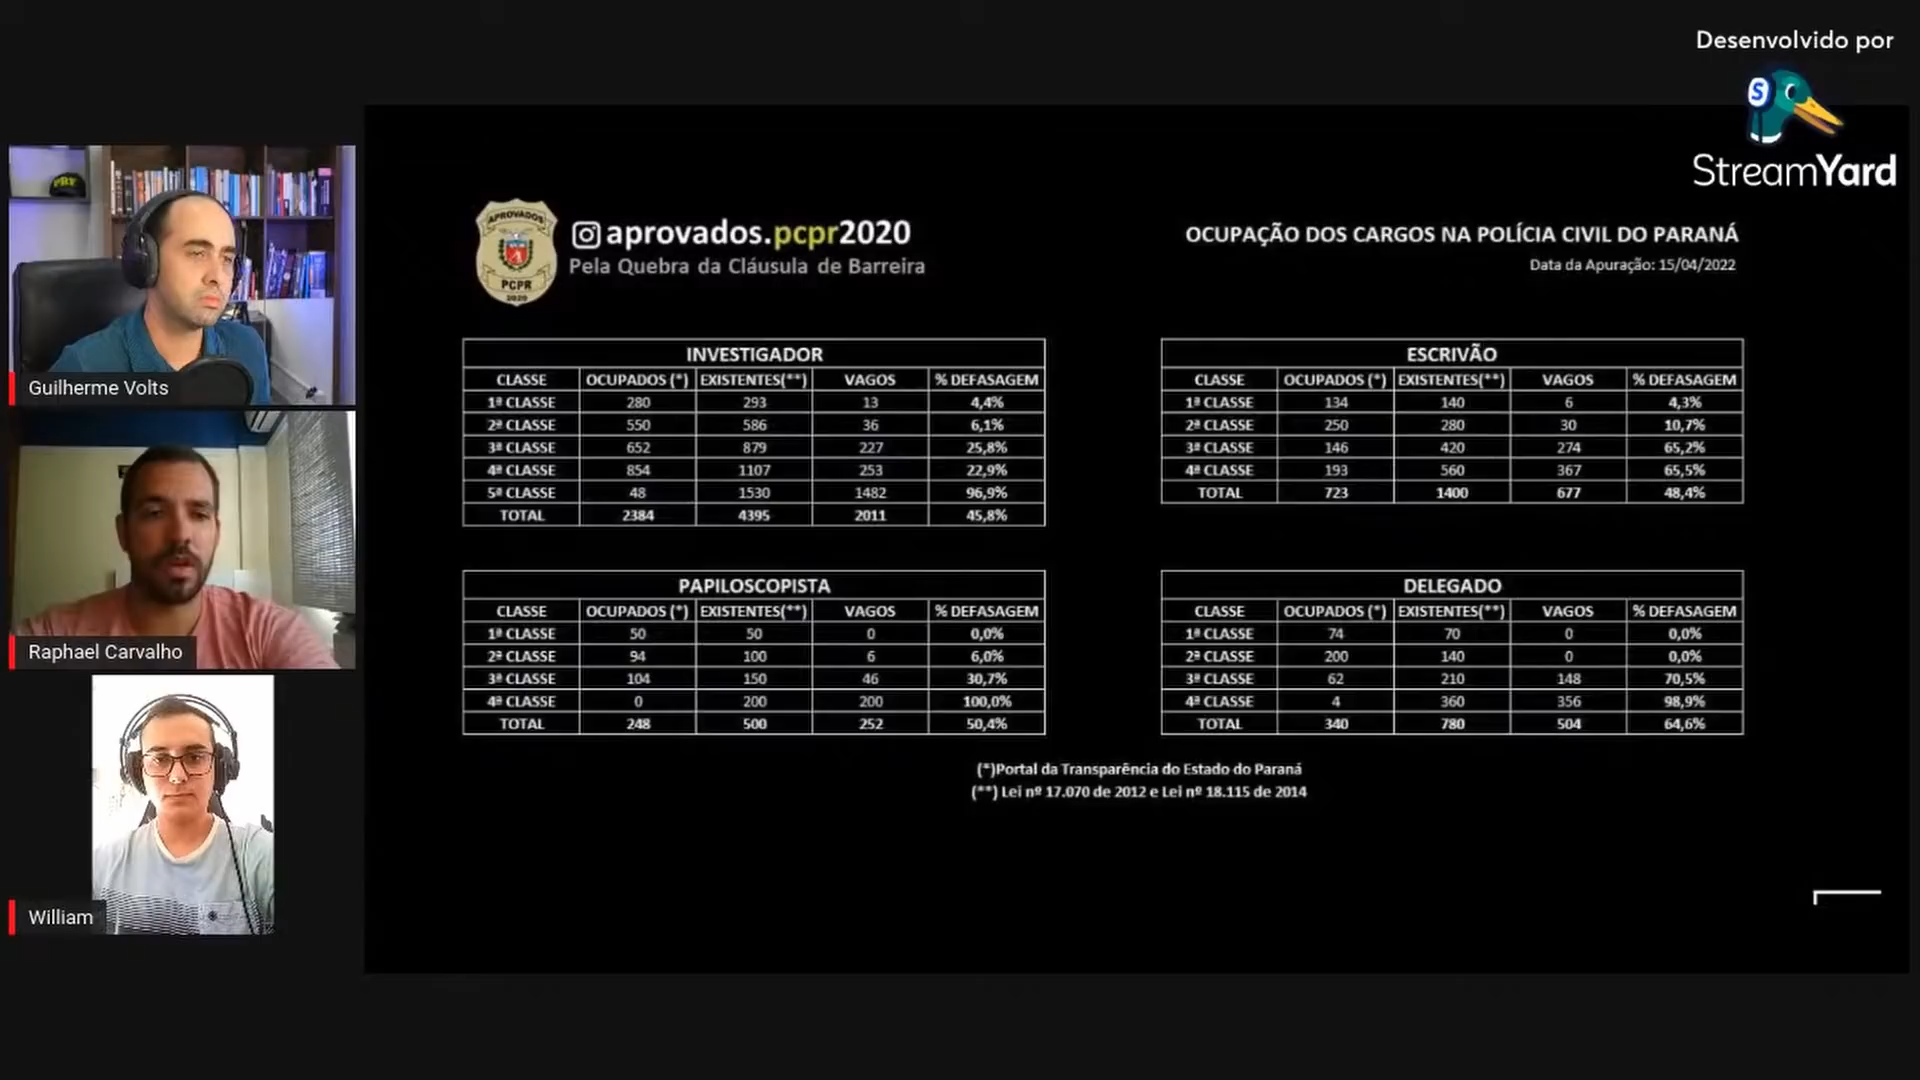 Desenvolvido por
StreamYard
PRF
Guilherme Volts
Raphael Carvalho
William
APROVADOS
PCPR
2020
aprovados.pcpr2020
Pela Quebra da Cláusula de Barreira
OCUPAÇÃO DOS CARGOS NA POLÍCIA CIVIL DO PARANÁ
Data da Apuração: 15/04/2022
INVESTIGADOR
CLASSE OCUPADOS (*) EXISTENTES(**) VAGOS % DEFASAGEM
1ª CLASSE 280 293 13 4,4%
2ª CLASSE 550 586 36 6,1%
3ª CLASSE 652 879 227 25,8%
4ª CLASSE 854 1107 253 22,9%
5ª CLASSE 48 1530 1482 96,9%
TOTAL 2384 4395 2011 45,8%
ESCRIVÃO
CLASSE OCUPADOS (*) EXISTENTES(**) VAGOS % DEFASAGEM
1ª CLASSE 134 140 6 4,3%
2ª CLASSE 250 280 30 10,7%
3ª CLASSE 146 420 274 65,2%
4ª CLASSE 193 560 367 65,5%
TOTAL 723 1400 677 48,4%
PAPILOSCOPISTA
CLASSE OCUPADOS (*) EXISTENTES(**) VAGOS % DEFASAGEM
1ª CLASSE 50 50 0 0,0%
2ª CLASSE 94 100 6 6,0%
3ª CLASSE 104 150 46 30,7%
4ª CLASSE 0 200 200 100,0%
TOTAL 248 500 252 50,4%
DELEGADO
CLASSE OCUPADOS (*) EXISTENTES(**) VAGOS % DEFASAGEM
1ª CLASSE 74 70 0 0,0%
2ª CLASSE 200 140 0 0,0%
3ª CLASSE 62 210 148 70,5%
4ª CLASSE 4 360 356 98,9%
TOTAL 340 780 504 64,6%
(*)Portal da Transparência do Estado do Paraná
(**) Lei nº 17.070 de 2012 e Lei nº 18.115 de 2014